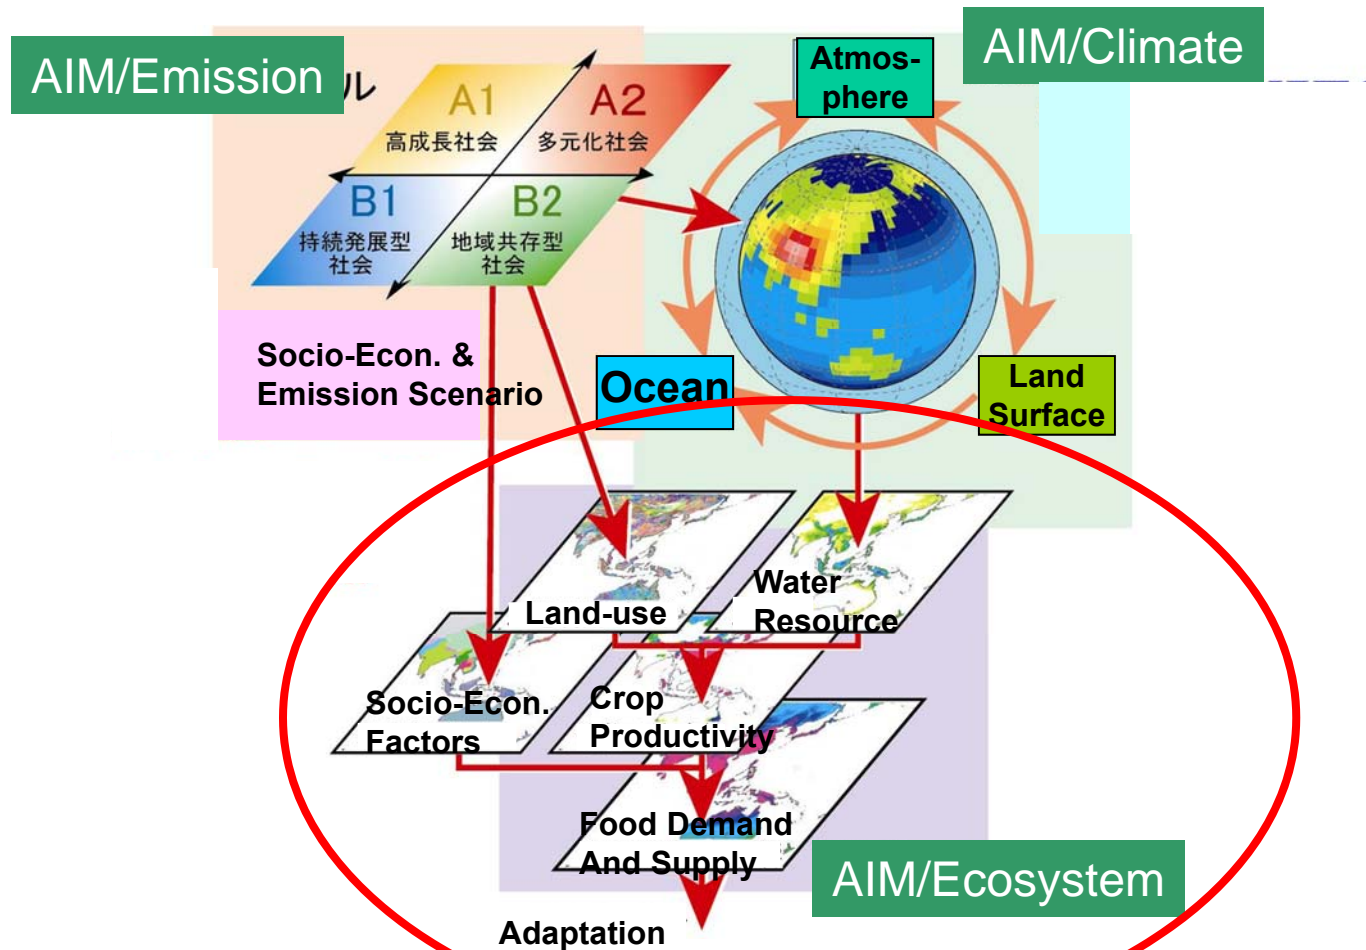 AIM/Emission
ル
A1
高成長社会
A2
多元化社会
B1
持続発展型
社会
B2
地域共存型
社会
Socio-Econ. &
Emission Scenario
AIM/Climate
Atmos-
phere
Ocean
Land
Surface
Land-use
Water
Resource
Socio-Econ.
Factors
Crop
Productivity
Food Demand
And Supply
AIM/Ecosystem
Adaptation